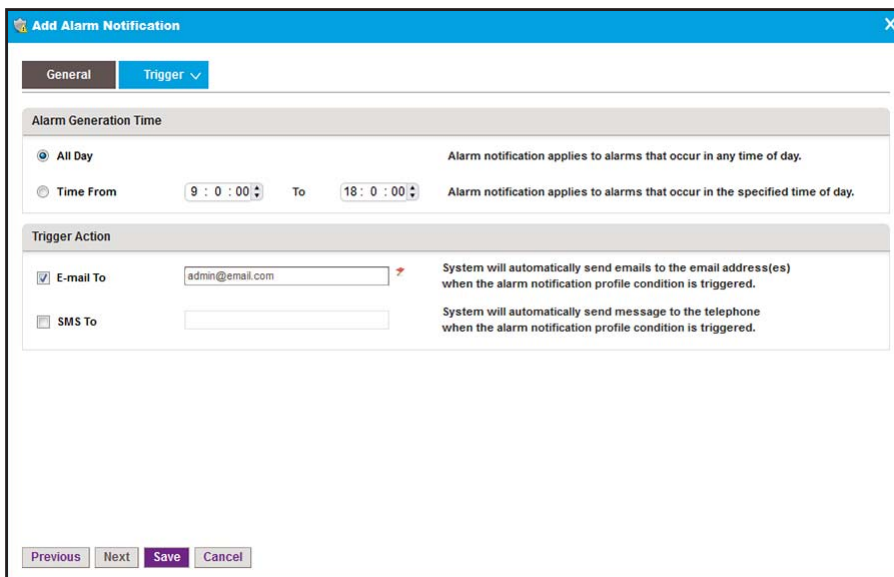 Add Alarm Notification X
General Trigger
Alarm Generation Time
All Day Alarm notification applies to alarms that occur in any time of day.
Time From 9 : 0 : 00 To 18 : 0 : 00 Alarm notification applies to alarms that occur in the specified time of day.
Trigger Action
E-mail To admin@email.com System will automatically send emails to the email address(es)
when the alarm notification profile condition is triggered.
SMS To System will automatically send message to the telephone
when the alarm notification profile condition is triggered.
Previous Next Save Cancel